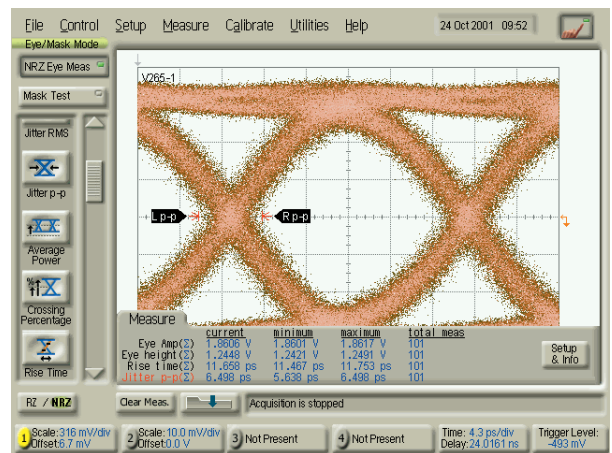 File Control Setup Measure Calibrate Utilities Help 24 Oct 2001 09:52
Eye/Mask Mode
NRZ Eye Meas
Mask Test
Jitter RMS
Jitter p-p
Average
Power
Crossing
Percentage
Rise Time
V265-1
L p-p R p-p
Measure
current minimum maximum total meas
Eye Amp(Σ) 1.8606 V 1.8601 V 1.8617 V 101
Eye height(Σ) 1.2448 V 1.2421 V 1.2491 V 101
Rise time(Σ) 11.658 ps 11.467 ps 11.753 ps 101
Jitter p-p(Σ) 6.498 ps 5.638 ps 6.498 ps 101
Setup
& Info
RZ / NRZ Clear Meas. Acquisition is stopped
1 Scale:316 mV/div Offset:6.7 mV
2 Scale:10.0 mV/div Offset:0.0 V
3 Not Present
4 Not Present
Time:4.3 ps/div Delay:24.0161 ns
Trigger Level: -493 mV